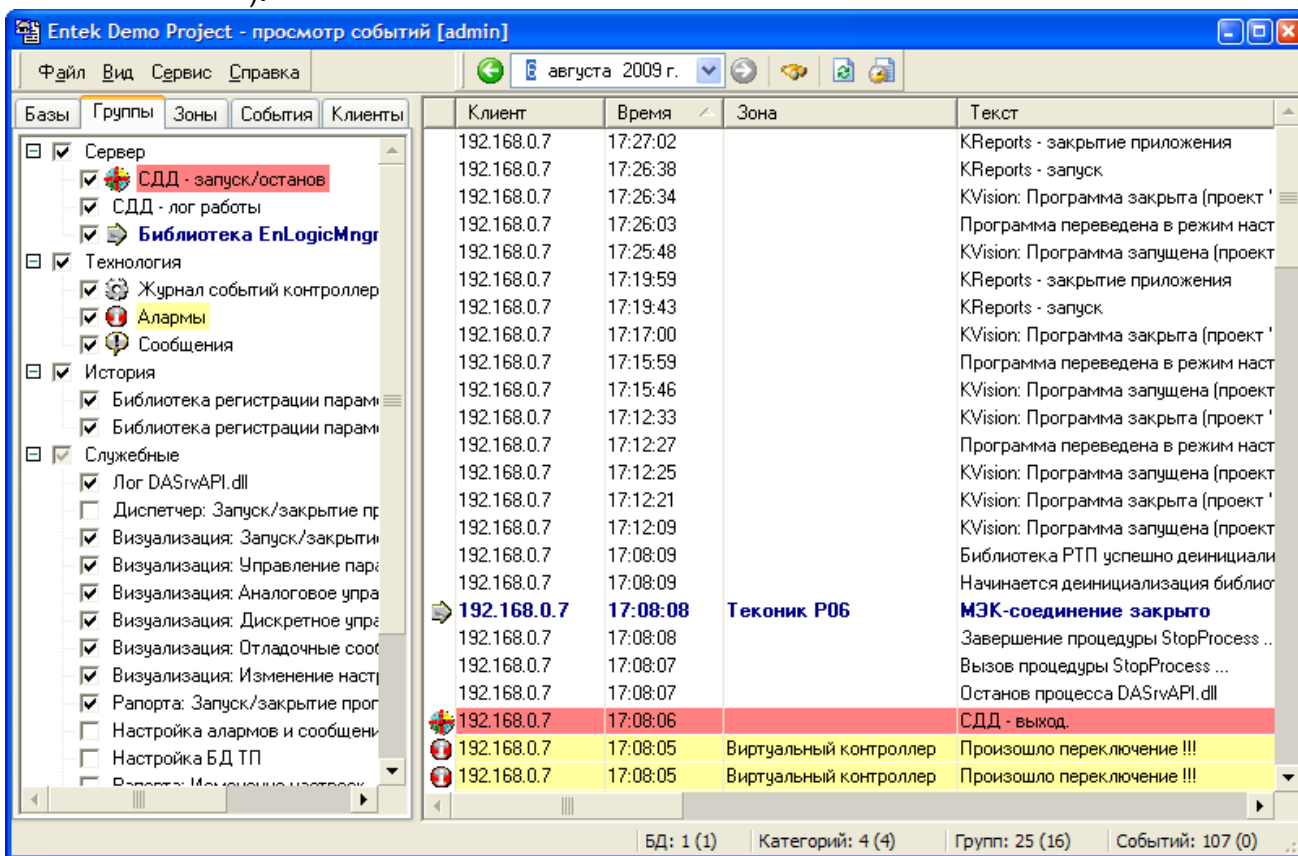 ).
Entek Demo Project - просмотр событий [admin]
Файл Вид Сервис Справка
6 августа 2009 г.
Базы Группы Зоны События Клиенты
Сервер
СДД - запуск/останов
СДД - лог работы
Библиотека EnLogicMngr
Технология
Журнал событий контроллер
Алармы
Сообщения
История
Библиотека регистрации парам
Библиотека регистрации парам
Служебные
Лог DASrvAPI.dll
Диспетчер: Запуск/закрытие пр
Визуализация: Запуск/закрыти
Визуализация: Управление пара
Визуализация: Аналоговое упра
Визуализация: Дискретное упра
Визуализация: Отладочные сооб
Визуализация: Изменение настр
Рапорта: Запуск/закрытие прог
Настройка алармов и сообщени
Настройка БД ТП
Рапорта: Изменение настроек
Клиент Время Зона Текст
192.168.0.7 17:27:02 KReports - закрытие приложения
192.168.0.7 17:26:38 KReports - запуск
192.168.0.7 17:26:34 KVision: Программа закрыта (проект '
192.168.0.7 17:26:03 Программа переведена в режим наст
192.168.0.7 17:25:48 KVision: Программа запущена (проект
192.168.0.7 17:19:59 KReports - закрытие приложения
192.168.0.7 17:19:43 KReports - запуск
192.168.0.7 17:17:00 KVision: Программа закрыта (проект '
192.168.0.7 17:15:59 Программа переведена в режим наст
192.168.0.7 17:15:46 KVision: Программа запущена (проект
192.168.0.7 17:12:33 KVision: Программа закрыта (проект '
192.168.0.7 17:12:27 Программа переведена в режим наст
192.168.0.7 17:12:25 KVision: Программа запущена (проект
192.168.0.7 17:12:21 KVision: Программа закрыта (проект '
192.168.0.7 17:12:09 KVision: Программа запущена (проект
192.168.0.7 17:08:09 Библиотека РТП успешно деинициали
192.168.0.7 17:08:09 Начинается деинициализация библиот
192.168.0.7 17:08:08 Теконик P06 МЭК-соединение закрыто
192.168.0.7 17:08:08 Завершение процедуры StopProcess ..
192.168.0.7 17:08:07 Вызов процедуры StopProcess ...
192.168.0.7 17:08:07 Останов процесса DASrvAPI.dll
192.168.0.7 17:08:06 СДД - выход.
192.168.0.7 17:08:05 Виртуальный контроллер Произошло переключение !!!
192.168.0.7 17:08:05 Виртуальный контроллер Произошло переключение !!!
БД: 1 (1) Категорий: 4 (4) Групп: 25 (16) Событий: 107 (0)